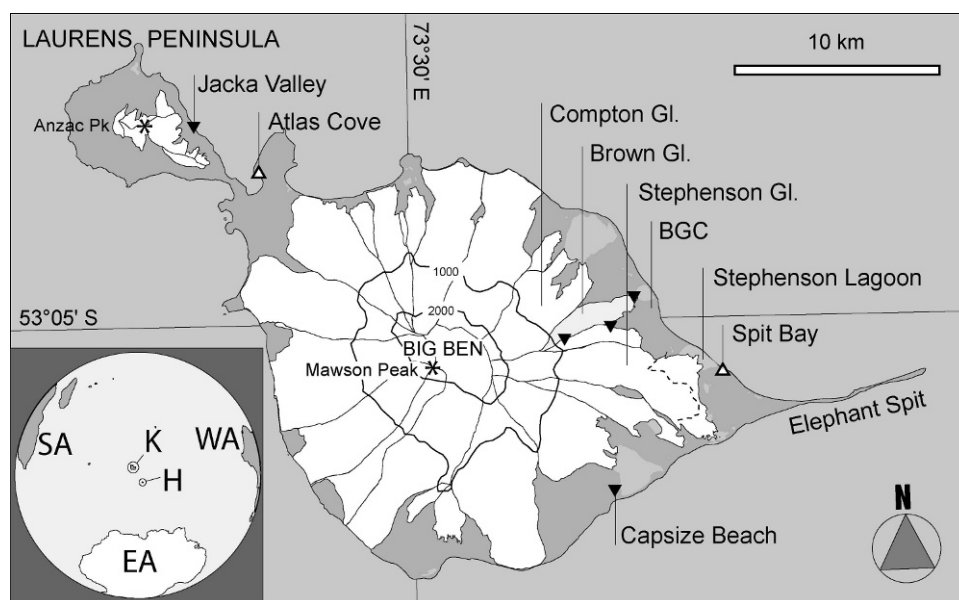 LAURENS PENINSULA
Jacka Valley
Anzac Pk
Atlas Cove
73°30' E
10 km
Compton Gl.
Brown Gl.
Stephenson Gl.
BGC
Stephenson Lagoon
Spit Bay
53°05' S
1000
2000
BIG BEN
Mawson Peak
Elephant Spit
Capsize Beach
N
SA
K
WA
H
EA